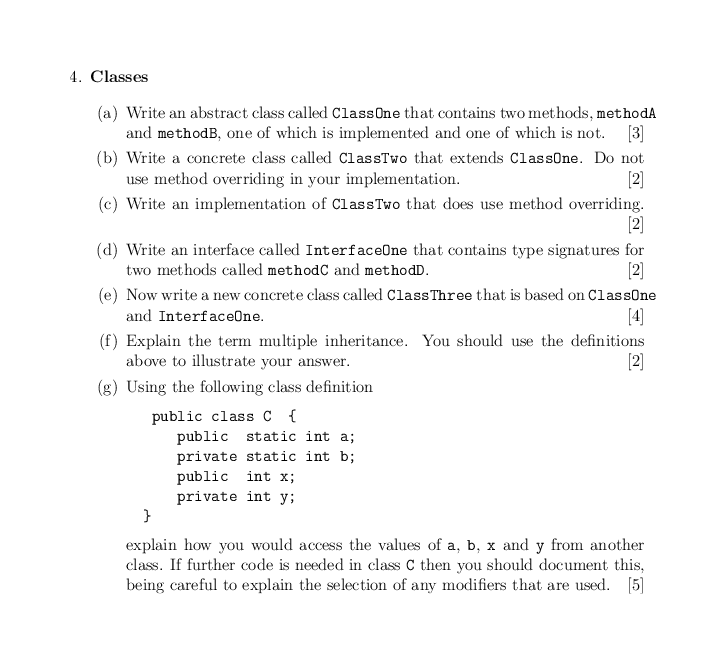 4. Classes
(a) Write an abstract class called ClassOne that contains two methods, methodA
and methodB, one of which is implemented and one of which is not. [3]
(b) Write a concrete class called ClassTwo that extends ClassOne. Do not
use method overriding in your implementation. [2]
(c) Write an implementation of ClassTwo that does use method overriding.
[2]
(d) Write an interface called InterfaceOne that contains type signatures for
two methods called methodC and methodD. [2]
(e) Now write a new concrete class called ClassThree that is based on ClassOne
and InterfaceOne. [4]
(f) Explain the term multiple inheritance. You should use the definitions
above to illustrate your answer. [2]
(g) Using the following class definition
public class C {
public static int a;
private static int b;
public int x;
private int y;
}
explain how you would access the values of a, b, x and y from another
class. If further code is needed in class C then you should document this,
being careful to explain the selection of any modifiers that are used. [5]